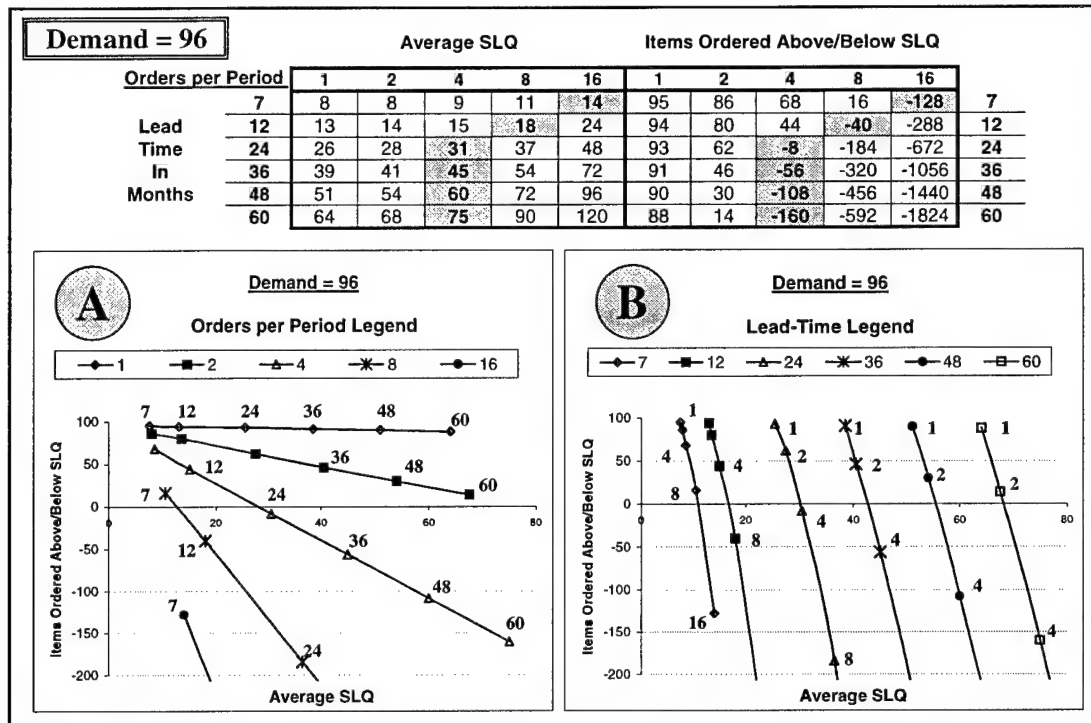 Demand = 96
Average SLQ Items Ordered Above/Below SLQ
Orders per Period 1 2 4 8 16 1 2 4 8 16
7 8 8 9 11 14 95 86 68 16 -128 7
Lead 12 13 14 15 18 24 94 80 44 -40 -288 12
Time 24 26 28 31 37 48 93 62 -8 -184 -672 24
In 36 39 41 45 54 72 91 46 -56 -320 -1056 36
Months 48 51 54 60 72 96 90 30 -108 -456 -1440 48
60 64 68 75 90 120 88 14 -160 -592 -1824 60
A
Demand = 96
Orders per Period Legend
1 2 4 8 16
7 12 24 36 48 60
12 36 48 60
7 24
12 36
7 48
24 60
100
50
0
-50
-100
-150
-200
0 20 40 60 80
Items Ordered Above/Below SLQ
Average SLQ
B
Demand = 96
Lead-Time Legend
7 12 24 36 48 60
1 1 1 1 1
4 4 2 2 2 2
8 8 4 4 4 4
16 8
100
50
0
-50
-100
-150
-200
0 20 40 60 80
Items Ordered Above/Below SLQ
Average SLQ